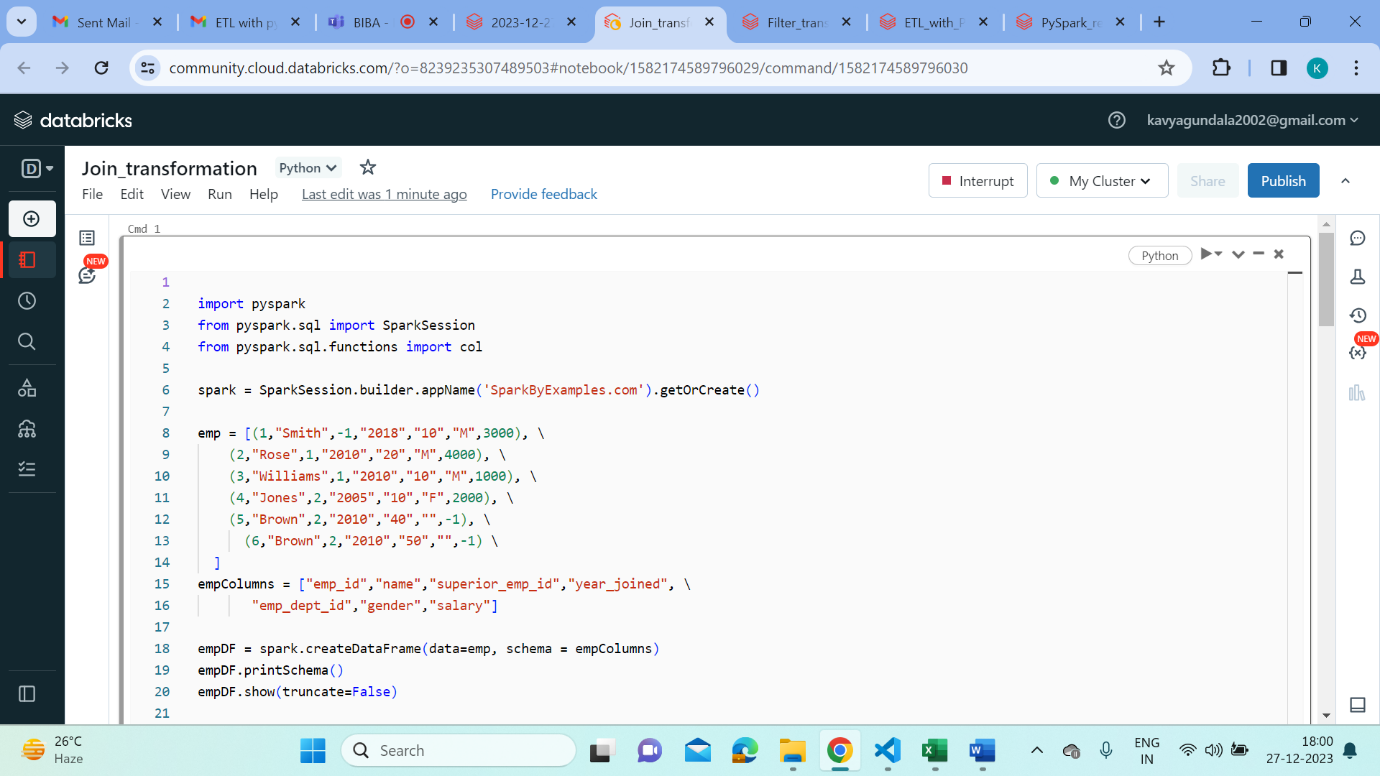 Sent Mail -
ETL with py
BIBA -
2023-12-2
Join_transf
Filter_trans
ETL_with_P
PySpark_re
community.cloud.databricks.com/?o=8239235307489503#notebook/1582174589796029/command/1582174589796030
K
databricks
kavyagundala2002@gmail.com
D
Join_transformation Python
File Edit View Run Help Last edit was 1 minute ago Provide feedback
Interrupt My Cluster Share Publish
NEW
NEW
Cmd 1
Python
1
2 import pyspark
3 from pyspark.sql import SparkSession
4 from pyspark.sql.functions import col
5
6 spark = SparkSession.builder.appName('SparkByExamples.com').getOrCreate()
7
8 emp = [(1,"Smith",-1,"2018","10","M",3000), \
9 (2,"Rose",1,"2010","20","M",4000), \
10 (3,"Williams",1,"2010","10","M",1000), \
11 (4,"Jones",2,"2005","10","F",2000), \
12 (5,"Brown",2,"2010","40","",-1), \
13 (6,"Brown",2,"2010","50","",-1) \
14 ]
15 empColumns = ["emp_id","name","superior_emp_id","year_joined", \
16 "emp_dept_id","gender","salary"]
17
18 empDF = spark.createDataFrame(data=emp, schema = empColumns)
19 empDF.printSchema()
20 empDF.show(truncate=False)
21
26°C
Haze
Search
ENG
IN
18:00
27-12-2023